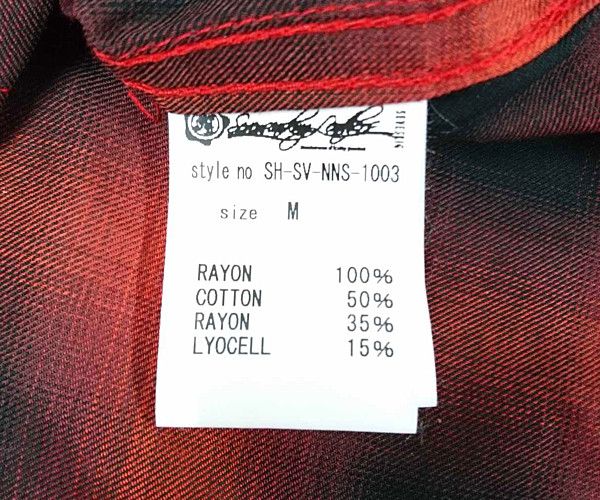 style no SH-SV-NNS-1003
size M
RAYON 100%
COTTON 50%
RAYON 35%
LYOCELL 15%